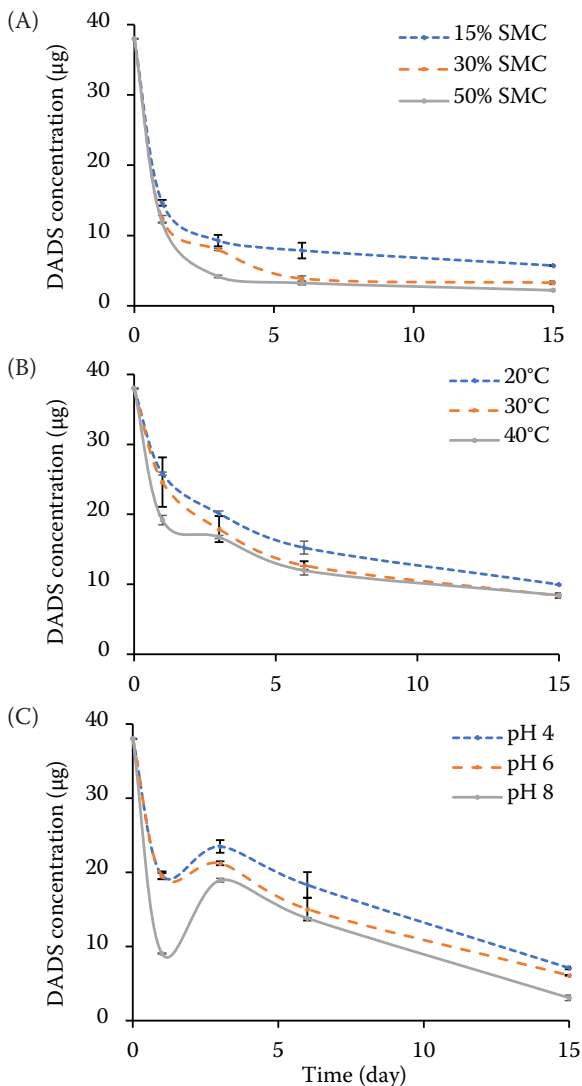 (A)
DADS concentration (μg)
40
30
20
10
0
0 5 10 15
15% SMC
30% SMC
50% SMC
(B)
DADS concentration (μg)
40
30
20
10
0
0 5 10 15
20°C
30°C
40°C
(C)
DADS concentration (μg)
40
30
20
10
0
0 5 10 15
pH 4
pH 6
pH 8
Time (day)